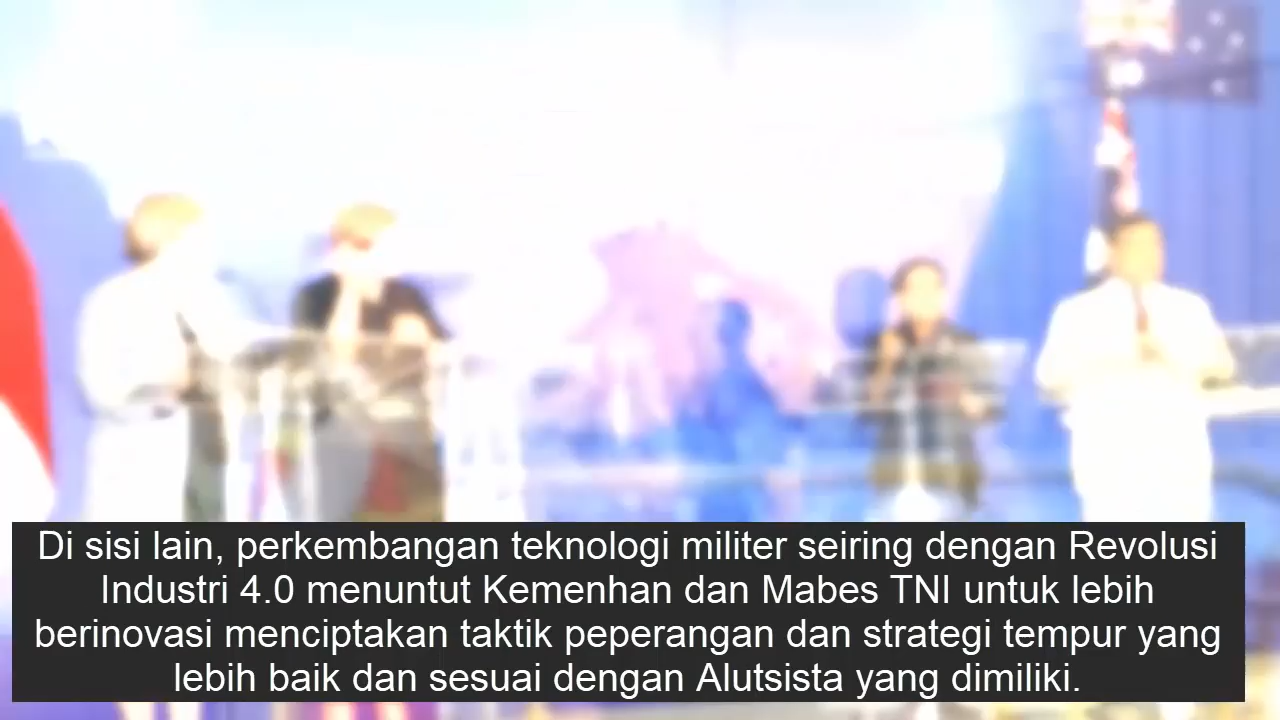 Di sisi lain, perkembangan teknologi militer seiring dengan Revolusi
Industri 4.0 menuntut Kemenhan dan Mabes TNI untuk lebih
berinovasi menciptakan taktik peperangan dan strategi tempur yang
lebih baik dan sesuai dengan Alutsista yang dimiliki.